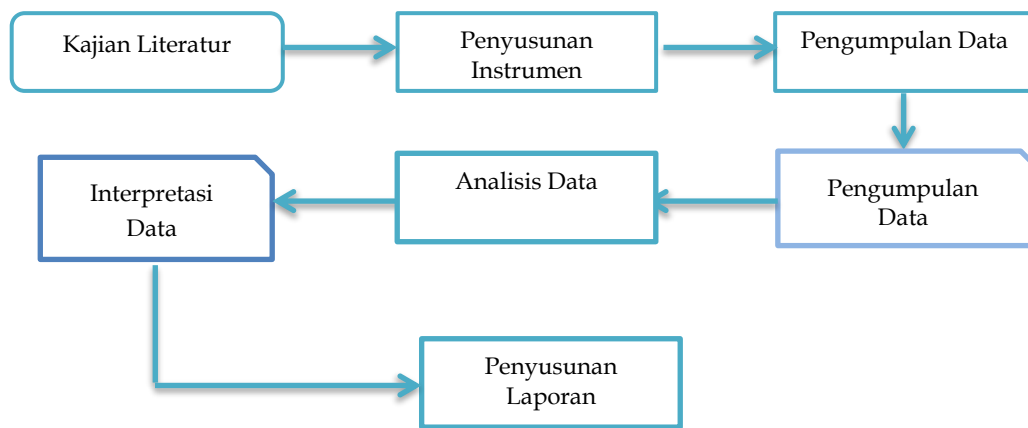 Kajian Literatur
Penyusunan
Instrumen
Pengumpulan Data
Pengumpulan
Data
Analisis Data
Interpretasi
Data
Penyusunan
Laporan